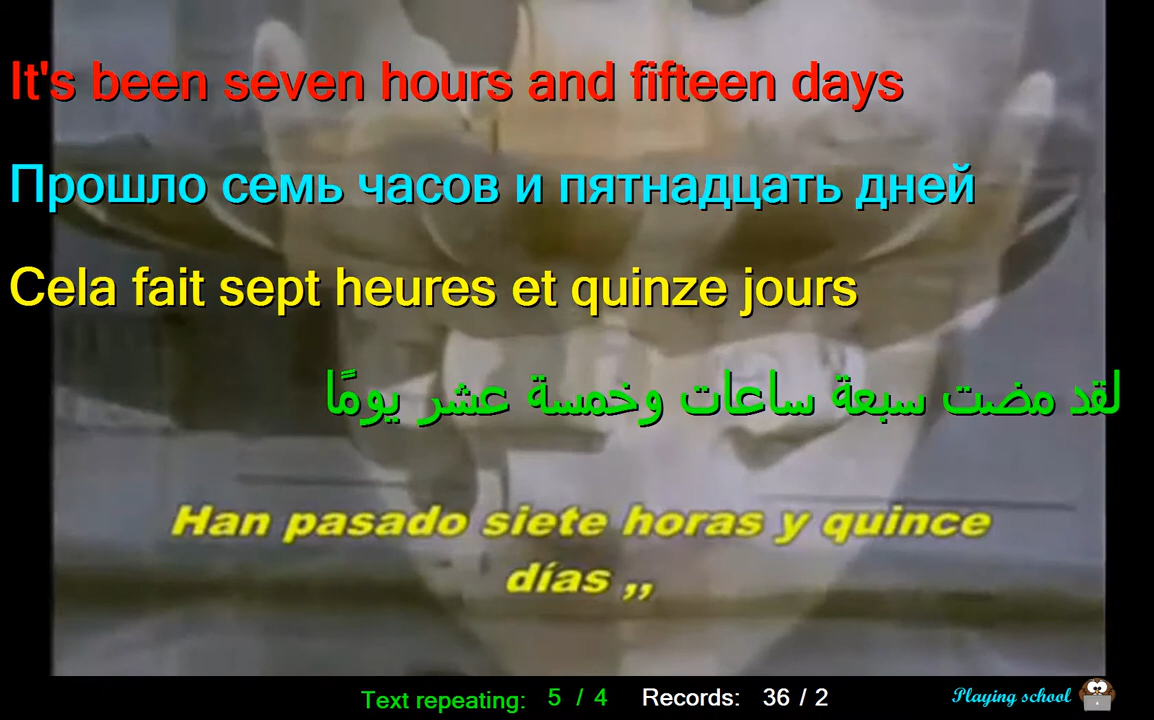 It's been seven hours and fifteen days
Прошло семь часов и пятнадцать дней
Cela fait sept heures et quinze jours
لقد مضت سبعة ساعات وخمسة عشر يومًا
Han pasado siete horas y quince
días ,,
Text repeating: 5 / 4 Records: 36 / 2 Playing school